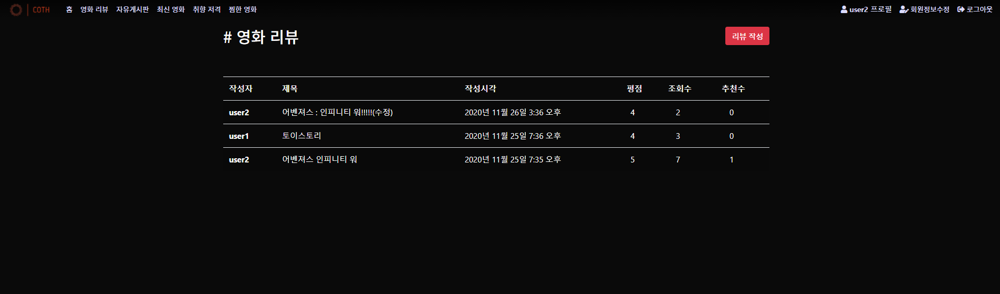 COTH 홈 영화 리뷰 자유게시판 최신 영화 취향 저격 찜한 영화 user2 프로필 회원정보수정 로그아웃
# 영화 리뷰 리뷰 작성
작성자 제목 작성시각 평점 조회수 추천수
user2 어벤져스 : 인피니티 워!!!!!(수정) 2020년 11월 26일 3:36 오후 4 2 0
user1 토이스토리 2020년 11월 25일 7:36 오후 4 3 0
user2 어벤져스 인피니티 워 2020년 11월 25일 7:35 오후 5 7 1